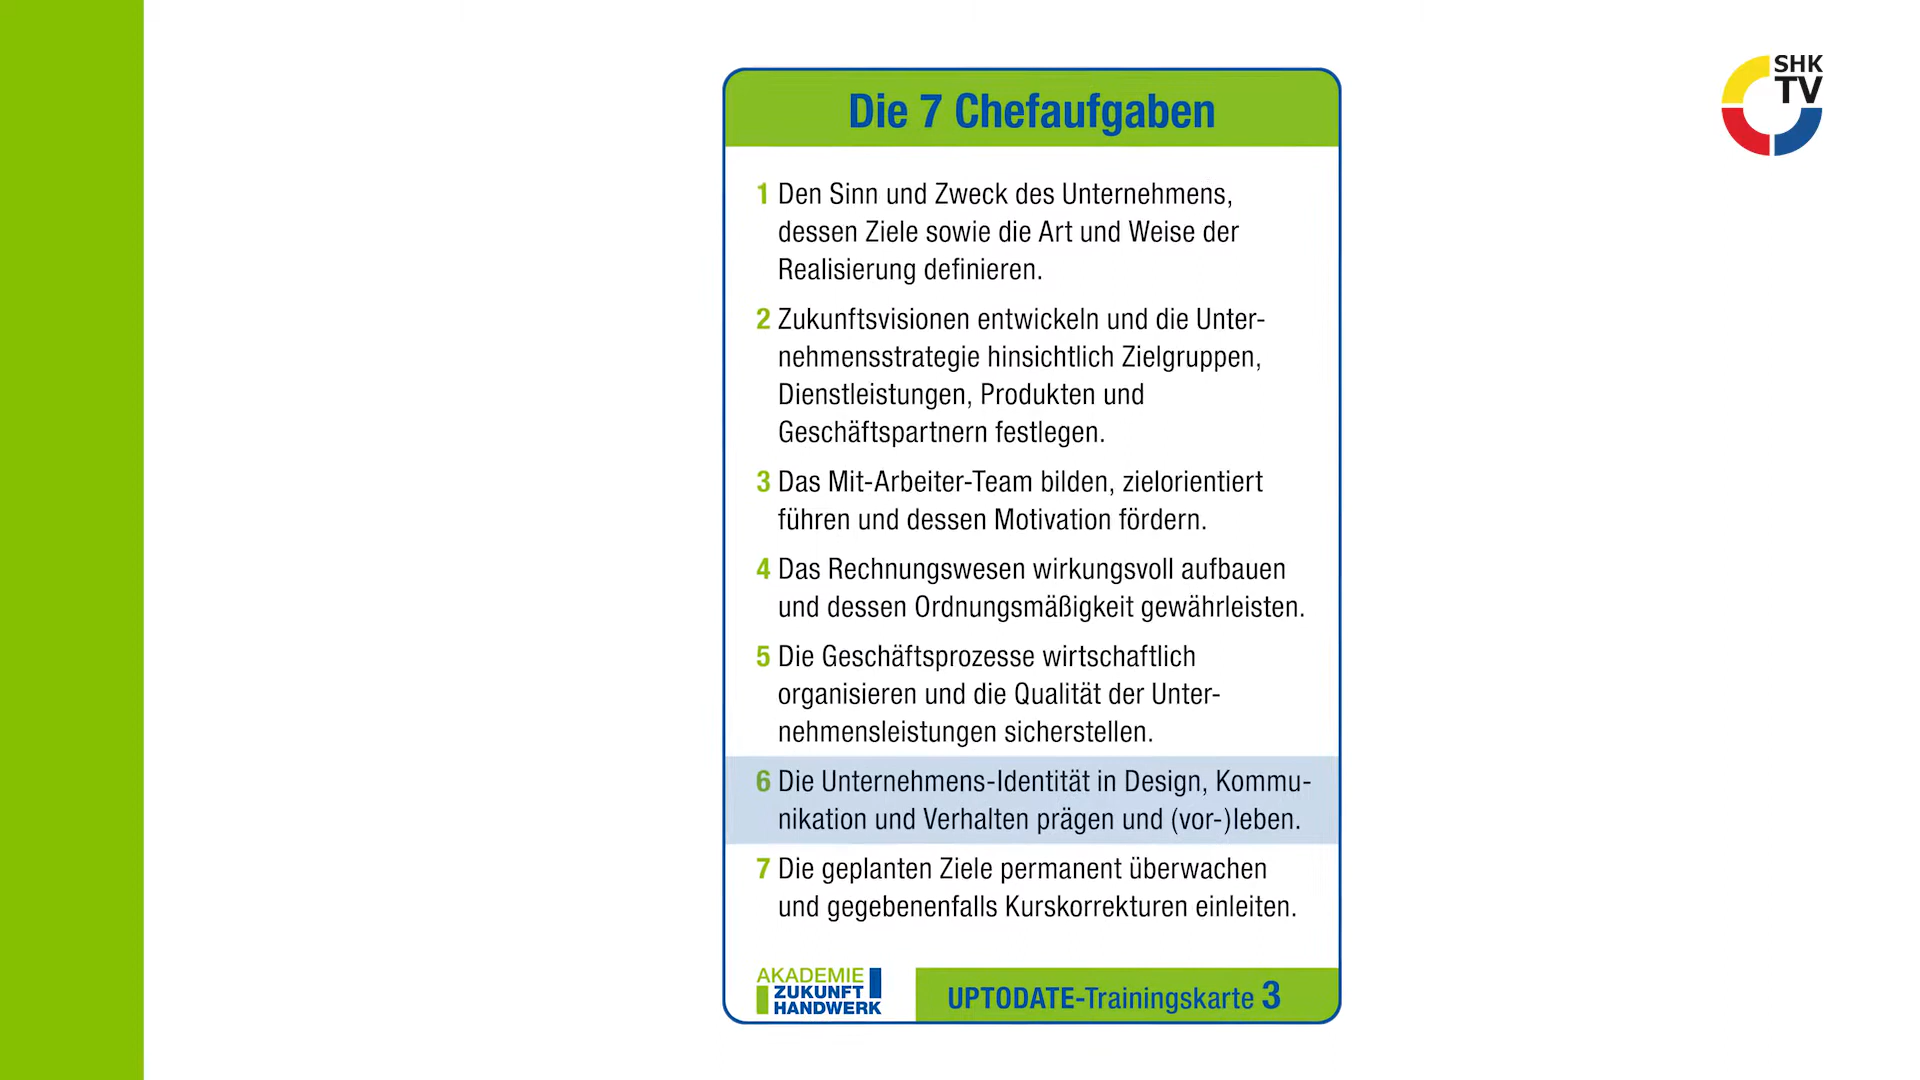 SHK
TV
Die 7 Chefaufgaben
1 Den Sinn und Zweck des Unternehmens,
dessen Ziele sowie die Art und Weise der
Realisierung definieren.
2 Zukunftsvisionen entwickeln und die Unter-
nehmensstrategie hinsichtlich Zielgruppen,
Dienstleistungen, Produkten und
Geschäftspartnern festlegen.
3 Das Mit-Arbeiter-Team bilden, zielorientiert
führen und dessen Motivation fördern.
4 Das Rechnungswesen wirkungsvoll aufbauen
und dessen Ordnungsmäßigkeit gewährleisten.
5 Die Geschäftsprozesse wirtschaftlich
organisieren und die Qualität der Unter-
nehmensleistungen sicherstellen.
6 Die Unternehmens-Identität in Design, Kommu-
nikation und Verhalten prägen und (vor-)leben.
7 Die geplanten Ziele permanent überwachen
und gegebenenfalls Kurskorrekturen einleiten.
AKADEMIE
ZUKUNFT
HANDWERK
UPTODATE-Trainingskarte 3